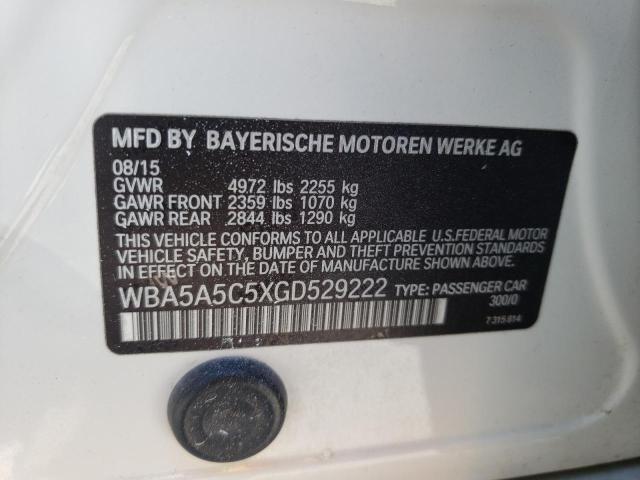 MFD BY BAYERISCHE MOTOREN WERKE AG
08/15
GVWR 4972 lbs 2255 kg
GAWR FRONT 2359 lbs 1070 kg
GAWR REAR 2844 lbs 1290 kg
THIS VEHICLE CONFORMS TO ALL APPLICABLE U.S.FEDERAL MOTOR
VEHICLE SAFETY, BUMPER, AND THEFT PREVENTION STANDARDS
IN EFFECT ON THE DATE OF MANUFACTURE SHOWN ABOVE.
WBA5A5C5XGD529222 TYPE: PASSENGER CAR
300/0
7 315 614